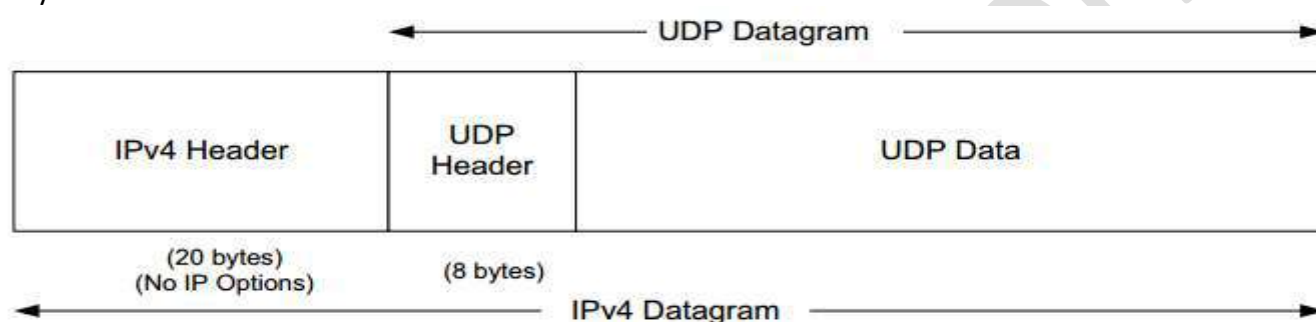 UDP Datagram
IPv4 Header
UDP
Header
UDP Data
(20 bytes)
(No IP Options)
(8 bytes)
IPv4 Datagram